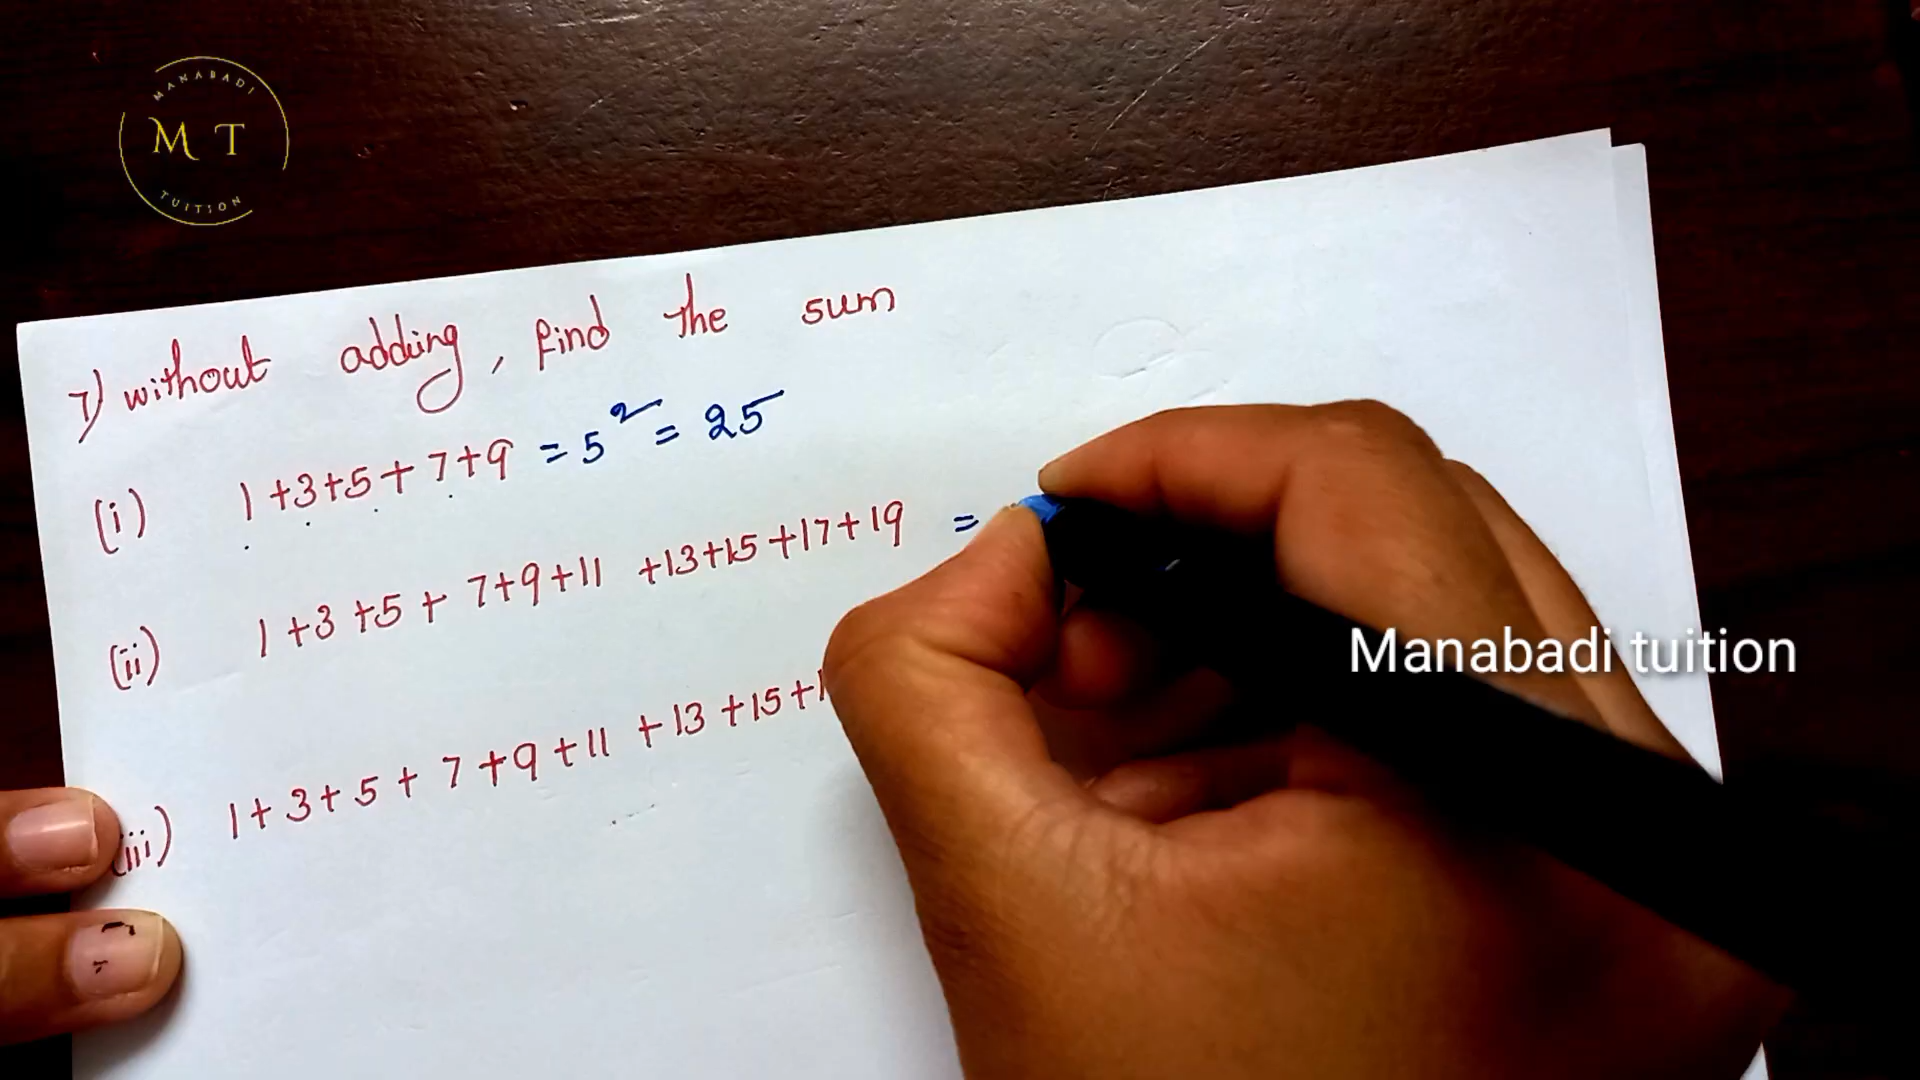 MANABADI
M T
TUITION
7) without adding, find the sum
(i) 1+3+5+7+9 = 5² = 25
(ii) 1+3+5+7+9+11+13+15+17+19 =
(iii) 1+3+5+7+9+11+13+15+1
Manabadi tuition